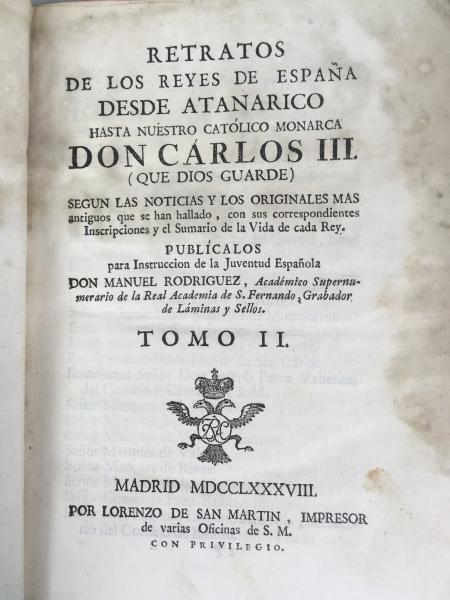 RETRATOS
DE LOS REYES DE ESPAÑA
DESDE ATANARICO
HASTA NUESTRO CATÓLICO MONARCA
DON CÁRLOS III.
(QUE DIOS GUARDE)
SEGUN LAS NOTICIAS Y LOS ORIGINALES MAS
antiguos que se han hallado, con sus correspondientes
Inscripciones y el Sumario de la Vida de cada Rey.
PUBLÍCALOS
para Instruccion de la Juventud Española
DON MANUEL RODRIGUEZ, Académico Supernu-
merario de la Real Academia de S. Fernando, Grabador
de Láminas y Sellos.
TOMO II.
MADRID MDCCLXXXVIII.
POR LORENZO DE SAN MARTIN, IMPRESOR
de varias Oficinas de S. M.
CON PRIVILEGIO.